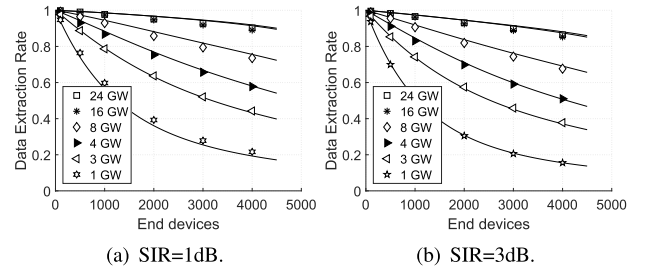 1
0.8
0.6
0.4
0.2
0
Data Extraction Rate
24 GW
16 GW
8 GW
4 GW
3 GW
1 GW
0 1000 2000 3000 4000 5000
End devices
(a) SIR=1dB.
1
0.8
0.6
0.4
0.2
0
Data Extraction Rate
24 GW
16 GW
8 GW
4 GW
3 GW
1 GW
0 1000 2000 3000 4000 5000
End devices
(b) SIR=3dB.